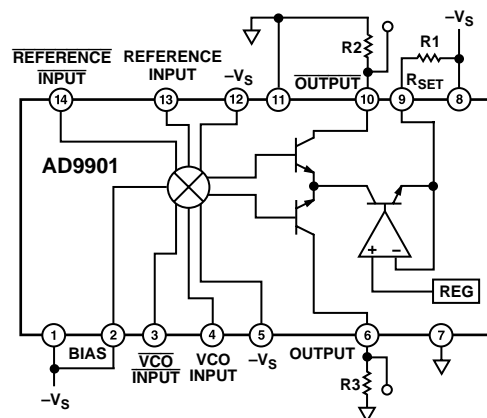 –VS
R2
R1
REFERENCE
INPUT
REFERENCE
INPUT
–VS
OUTPUT
RSET
14
13
12
11
10
9
8
AD9901
+
–
REG
1
2
3
4
5
6
7
BIAS
VCO
INPUT
VCO
INPUT
–VS
OUTPUT
–VS
R3